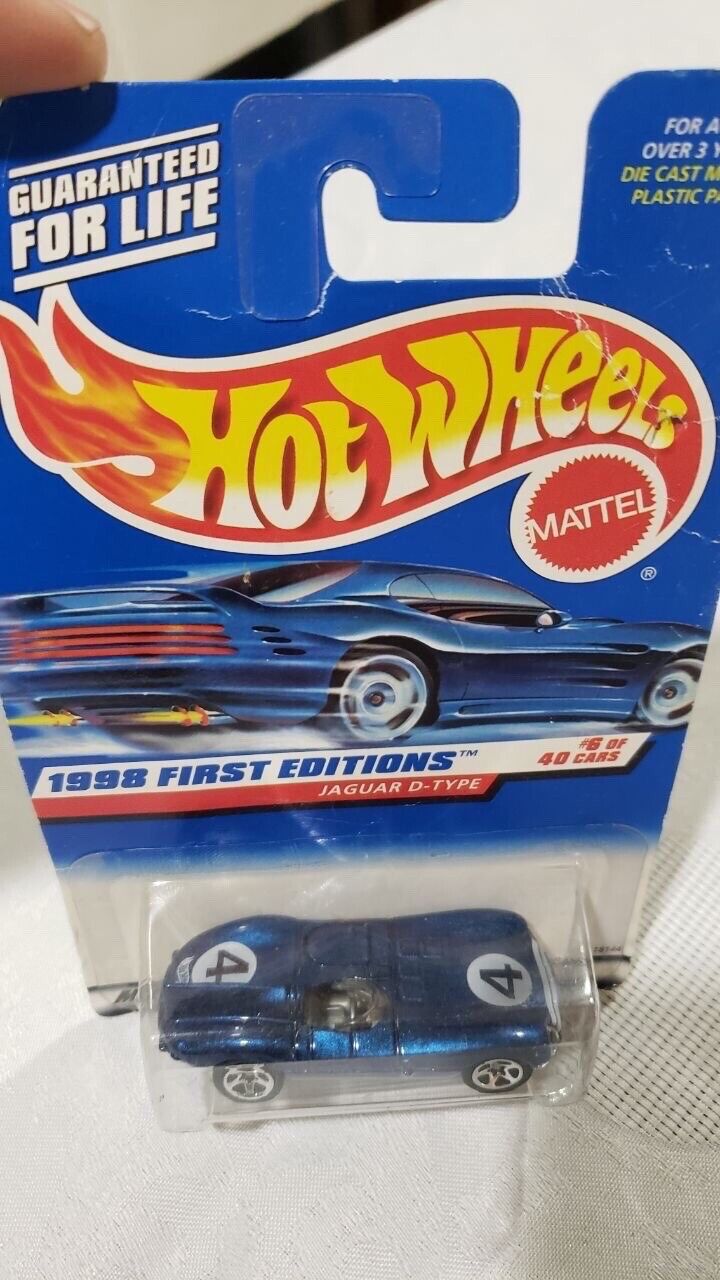 GUARANTEED
FOR LIFE
FOR A
OVER 3 Y
DIE CAST M
PLASTIC PA
HOT WHEELS
MATTEL
®
1998 FIRST EDITIONS™
JAGUAR D-TYPE
#6 OF
40 CARS
4
4